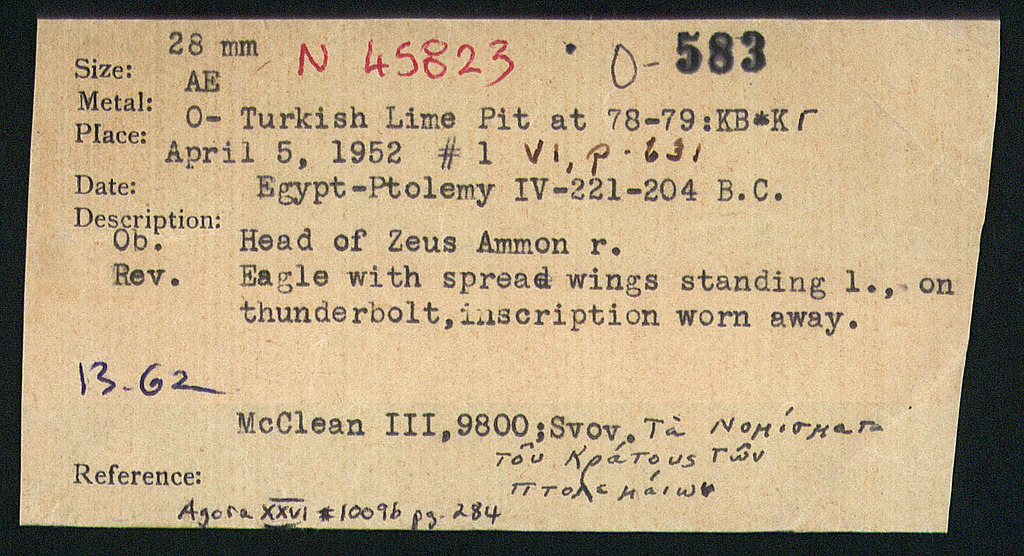 28 mm N 45823 · O- 583
Size:
AE
Metal:
O- Turkish Lime Pit at 78-79:KB*KΓ
Place:
April 5, 1952 # 1 VI, p. 631
Date: Egypt-Ptolemy IV-221-204 B.C.
Description:
Ob. Head of Zeus Ammon r.
Rev. Eagle with spread wings standing l., on
thunderbolt,inscription worn away.
13-62
McClean III,9800;Svov. Τὰ Νομίσματα
τοῦ Κράτους τῶν
Πτολεμάιων
Reference:
Agora XXVI #1009b pg. 284